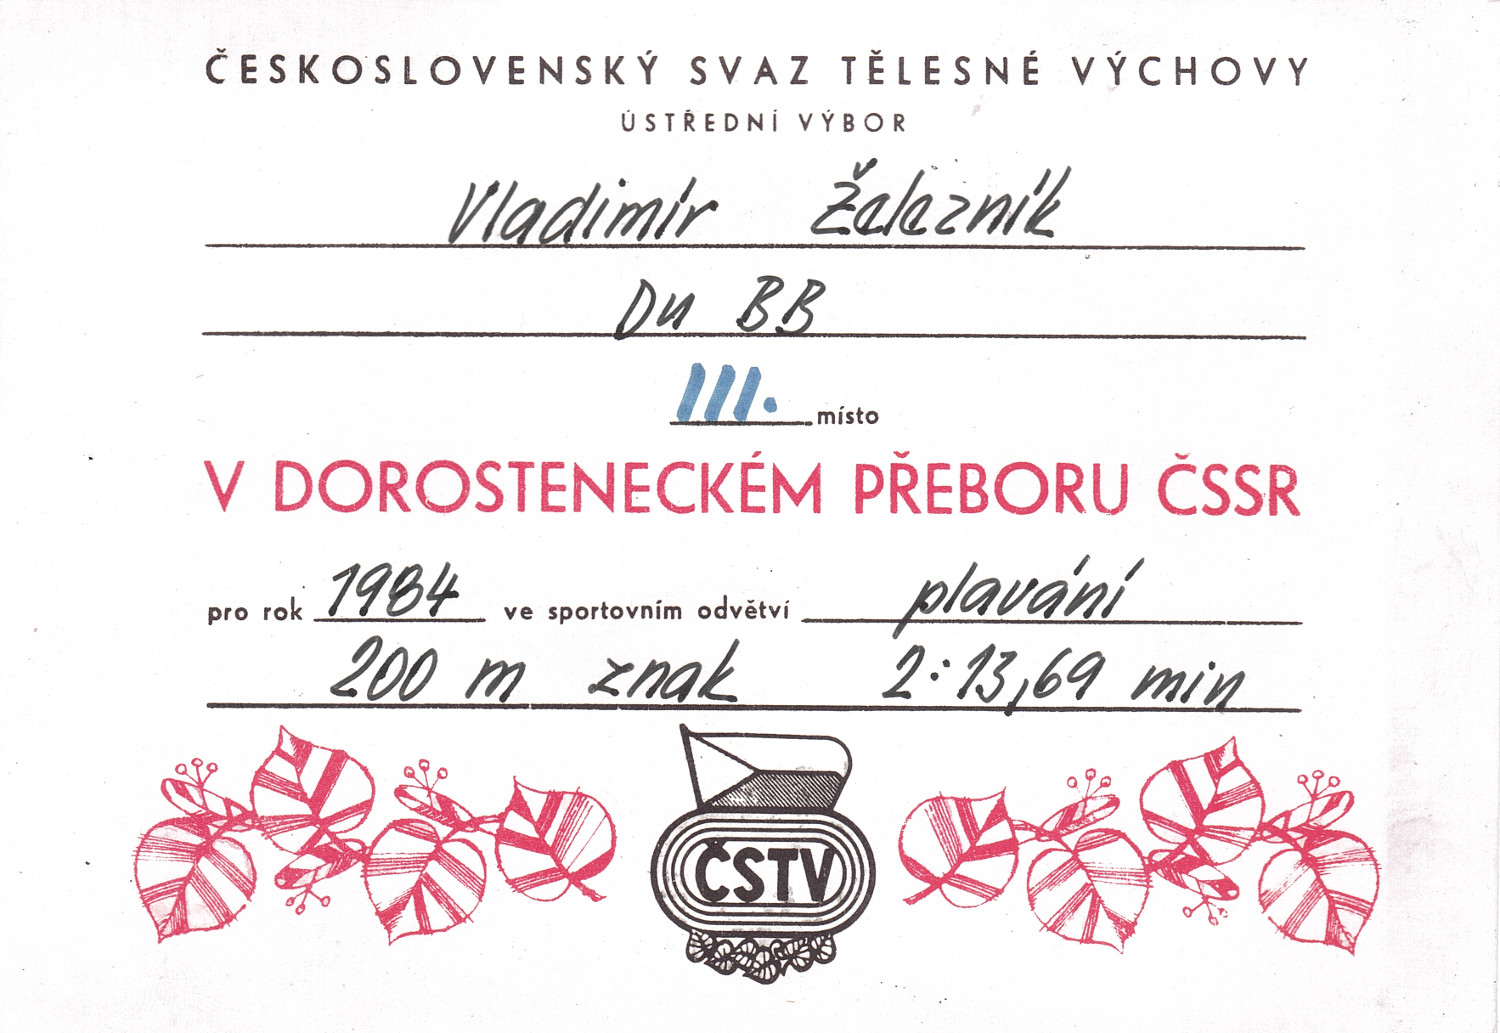 ČESKOSLOVENSKÝ SVAZ TĚLESNÉ VÝCHOVY
ÚSTŘEDNÍ VÝBOR
Vladimír Železník
Du BB
III. místo
V DOROSTENECKÉM PŘEBORU ČSSR
pro rok 1984 ve sportovním odvětví plavání
200 m znak 2:13,69 min
ČSTV